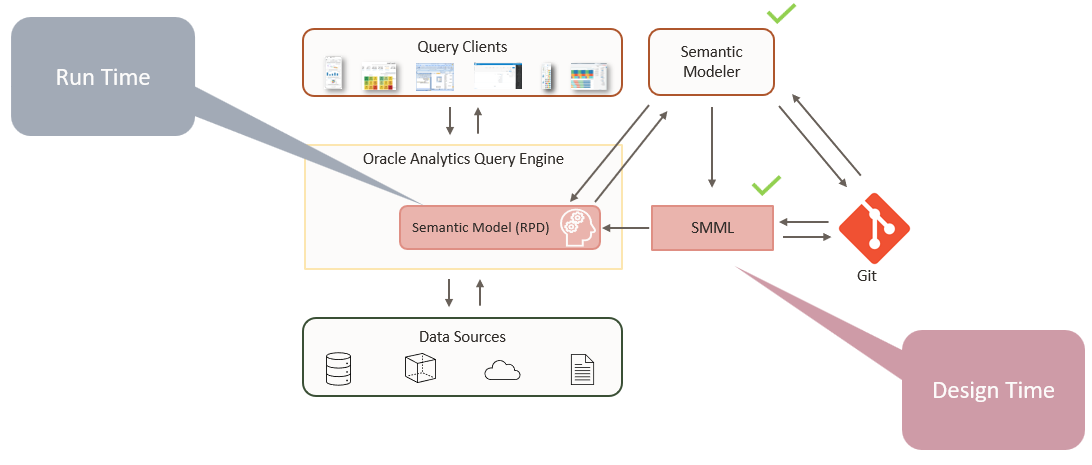 Run Time
Query Clients
Semantic
Modeler
Oracle Analytics Query Engine
Semantic Model (RPD)
SMML
Git
Data Sources
Design Time